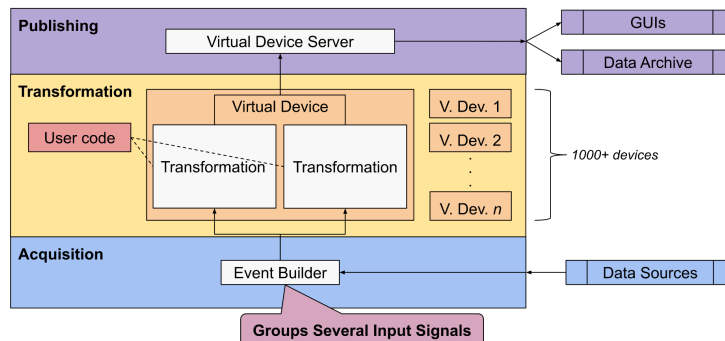 Publishing
Virtual Device Server
GUIs
Data Archive
Transformation
Virtual Device
User code
Transformation
Transformation
V. Dev. 1
V. Dev. 2
.
.
.
V. Dev. n
1000+ devices
Acquisition
Event Builder
Data Sources
Groups Several Input Signals